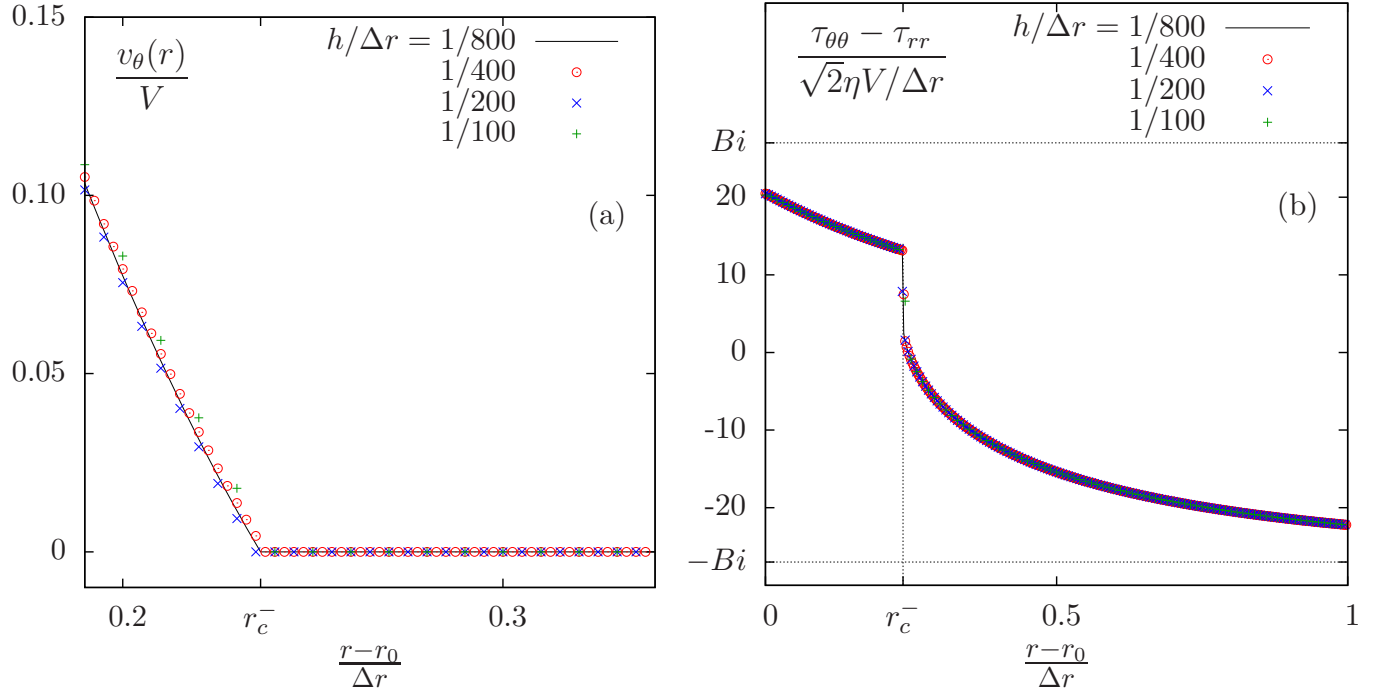 0.15
0.10
0.05
0
v_θ(r)/V
h/Δr = 1/800
1/400
1/200
1/100
(a)
0.2
r_c^−
0.3
(r−r_0)/Δr
(τ_θθ − τ_rr)/(√2ηV/Δr)
h/Δr = 1/800
1/400
1/200
1/100
Bi
20
10
0
-10
-20
−Bi
(b)
0
r_c^−
0.5
1
(r−r_0)/Δr